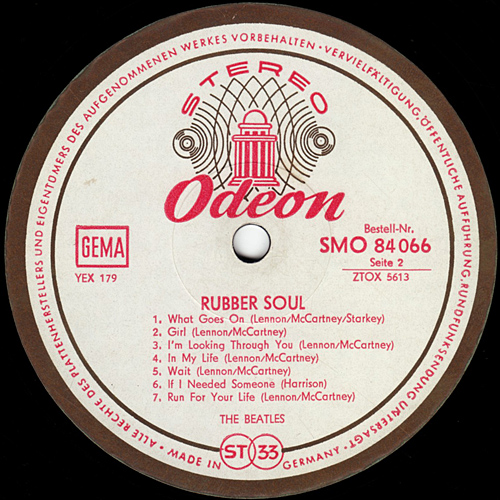 ALLE RECHTE DES PLATTENHERSTELLERS UND EIGENTÜMERS DES AUFGENOMMENEN WERKES VORBEHALTEN · VERVIELFÄLTIGUNG, ÖFFENTLICHE AUFFÜHRUNG, RUNDFUNKSENDUNG UNTERSAGT ·
STEREO
Odeon
GEMA
YEX 179
Bestell-Nr.
SMO 84 066
Seite 2
ZTOX 5613
RUBBER SOUL
1. What Goes On (Lennon/McCartney/Starkey)
2. Girl (Lennon/McCartney)
3. I'm Looking Through You (Lennon/McCartney)
4. In My Life (Lennon/McCartney)
5. Wait (Lennon/McCartney)
6. If I Needed Someone (Harrison)
7. Run For Your Life (Lennon/McCartney)
THE BEATLES
MADE IN GERMANY
ST 33